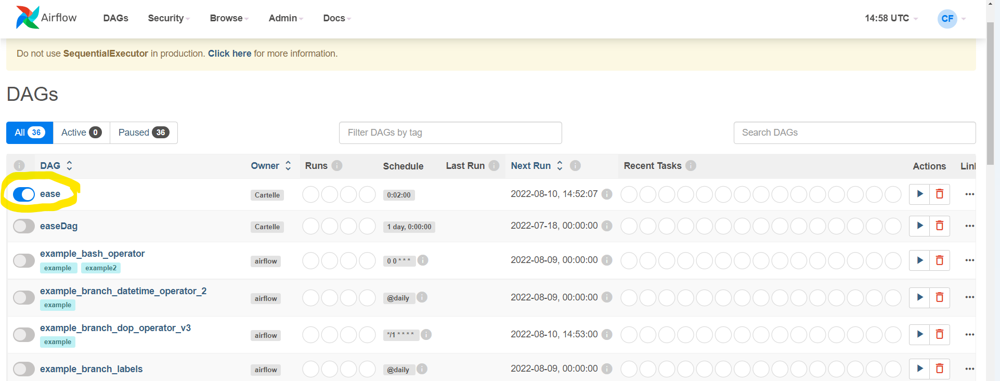 Airflow DAGs Security Browse Admin Docs 14:58 UTC CF
Do not use SequentialExecutor in production. Click here for more information.
DAGs
All 36 Active 0 Paused 36 Filter DAGs by tag Search DAGs
i DAG Owner Runs i Schedule Last Run i Next Run i Recent Tasks i Actions Lin
ease Cartelle 0:02:00 2022-08-10, 14:52:07 i
easeDag Cartelle 1 day, 0:00:00 2022-07-18, 00:00:00 i
example_bash_operator airflow 0 0 * * * i 2022-08-09, 00:00:00 i
example example2
example_branch_datetime_operator_2 airflow @daily i 2022-08-09, 00:00:00 i
example
example_branch_dop_operator_v3 airflow */1 * * * * i 2022-08-10, 14:53:00 i
example
example_branch_labels airflow @daily i 2022-08-09, 00:00:00 i